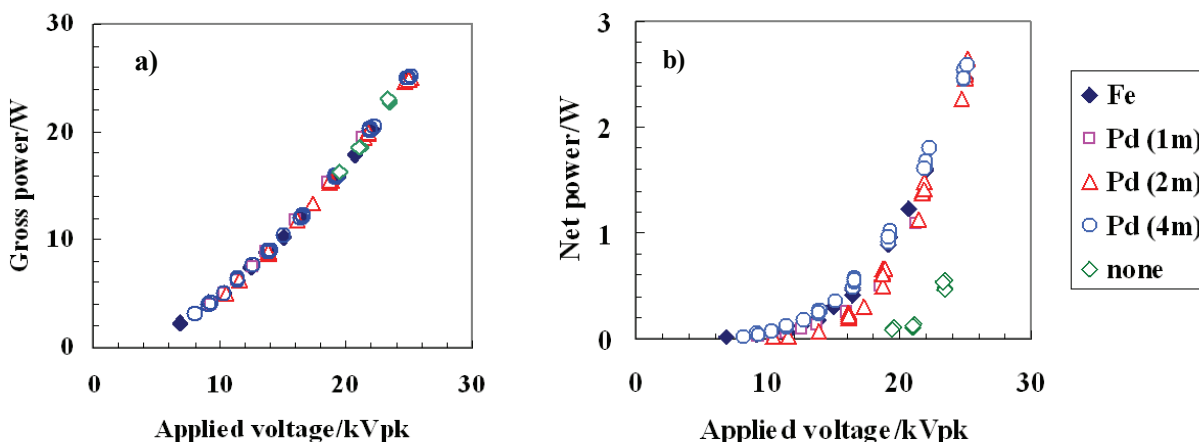 a)
Gross power/W
30
20
10
0
0 10 20 30
Applied voltage/kVpk
b)
Net power/W
3
2
1
0
0 10 20 30
Applied voltage/kVpk
Fe
Pd (1m)
Pd (2m)
Pd (4m)
none